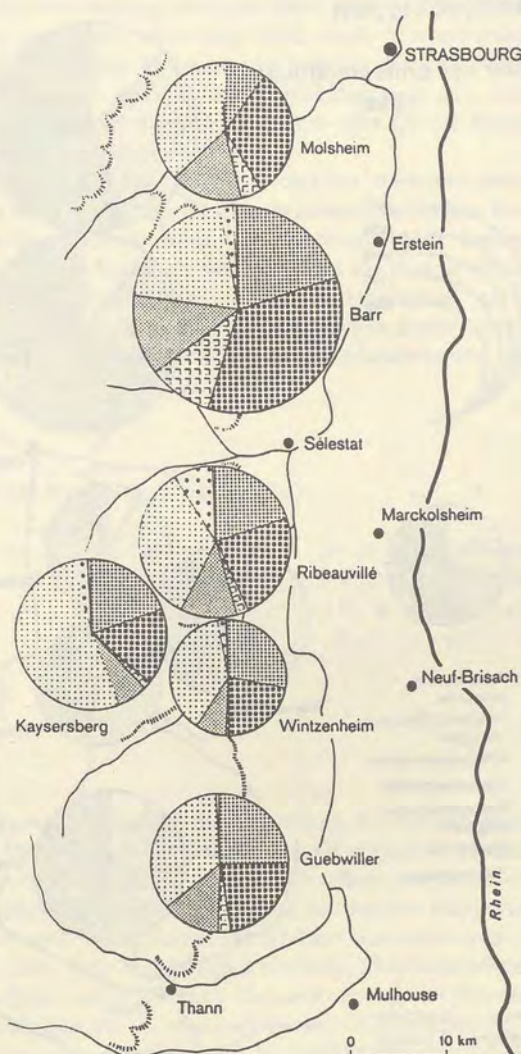 STRASBOURG
Molsheim
Erstein
Barr
Sélestat
Marckolsheim
Ribeauvillé
Neuf-Brisach
Kaysersberg
Wintzenheim
Guebwiller
Rhein
Thann
Mulhouse
0 10 km